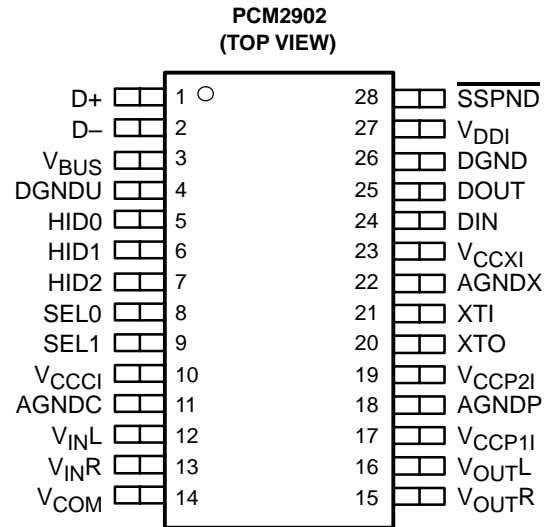 PCM2902
(TOP VIEW)
D+ 1 28 SSPND
D– 2 27 VDDI
VBUS 3 26 DGND
DGNDU 4 25 DOUT
HID0 5 24 DIN
HID1 6 23 VCCXI
HID2 7 22 AGNDX
SEL0 8 21 XTI
SEL1 9 20 XTO
VCCCI 10 19 VCCP2I
AGNDC 11 18 AGNDP
VINL 12 17 VCCP1I
VINR 13 16 VOUTL
VCOM 14 15 VOUTR